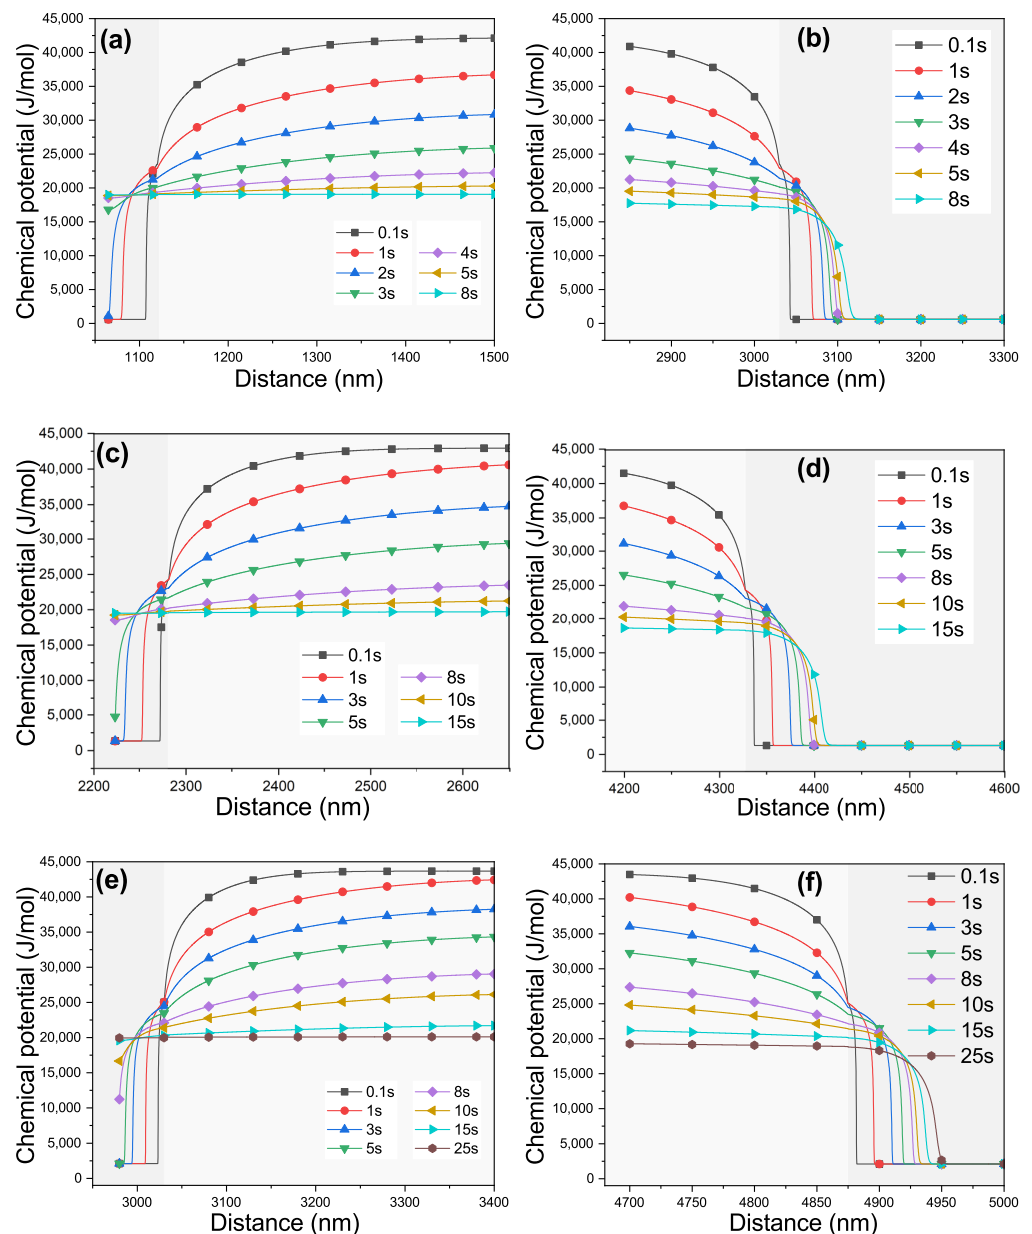 (a)
Chemical potential (J/mol)
45,000
40,000
35,000
30,000
25,000
20,000
15,000
10,000
5,000
0
0.1s
1s
2s
3s
4s
5s
8s
1100 1200 1300 1400 1500
Distance (nm)
(b)
Chemical potential (J/mol)
45,000
40,000
35,000
30,000
25,000
20,000
15,000
10,000
5,000
0
0.1s
1s
2s
3s
4s
5s
8s
2900 3000 3100 3200 3300
Distance (nm)
(c)
Chemical potential (J/mol)
45,000
40,000
35,000
30,000
25,000
20,000
15,000
10,000
5,000
0
0.1s
1s
3s
5s
8s
10s
15s
2200 2300 2400 2500 2600
Distance (nm)
(d)
Chemical potential (J/mol)
45,000
40,000
35,000
30,000
25,000
20,000
15,000
10,000
5,000
0
0.1s
1s
3s
5s
8s
10s
15s
4200 4300 4400 4500 4600
Distance (nm)
(e)
Chemical potential (J/mol)
45,000
40,000
35,000
30,000
25,000
20,000
15,000
10,000
5,000
0
0.1s
1s
3s
5s
8s
10s
15s
25s
3000 3100 3200 3300 3400
Distance (nm)
(f)
Chemical potential (J/mol)
45,000
40,000
35,000
30,000
25,000
20,000
15,000
10,000
5,000
0
0.1s
1s
3s
5s
8s
10s
15s
25s
4700 4750 4800 4850 4900 4950 5000
Distance (nm)